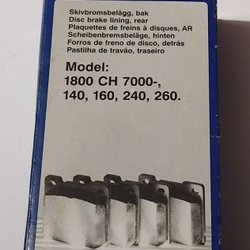 Skivbromsbelägg, bak
Disc brake lining, rear
Plaquettes de freins à disques, AR
Scheibenbremsbeläge, hinten
Forros de freno de disco, detrás
Pastilha de travão, traseiro
Model:
1800 CH 7000-,
140, 160, 240, 260.